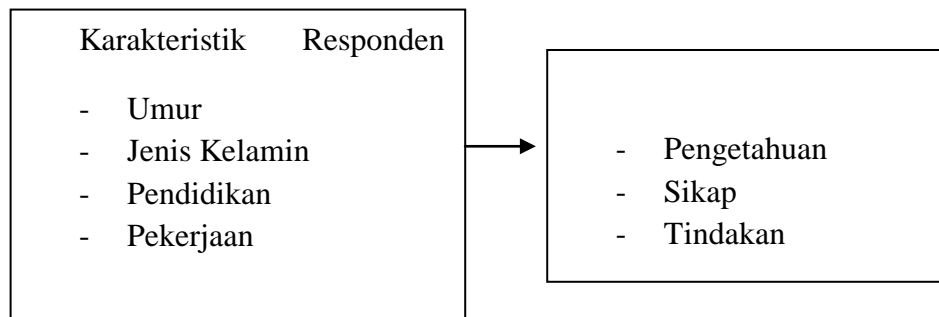 Karakteristik Responden
- Umur
- Jenis Kelamin
- Pendidikan
- Pekerjaan
- Pengetahuan
- Sikap
- Tindakan